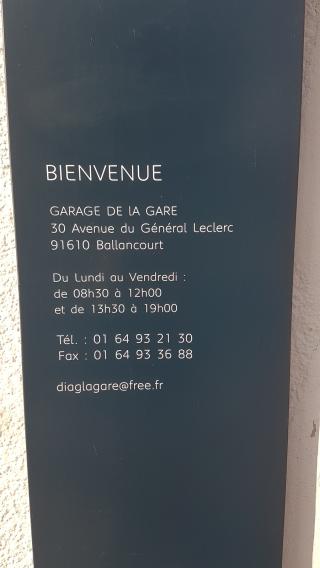 BIENVENUE
GARAGE DE LA GARE
30 Avenue du Général Leclerc
91610 Ballancourt
Du Lundi au Vendredi :
de 08h30 à 12h00
et de 13h30 à 19h00
Tél. : 01 64 93 21 30
Fax : 01 64 93 36 88
diaglagare@free.fr